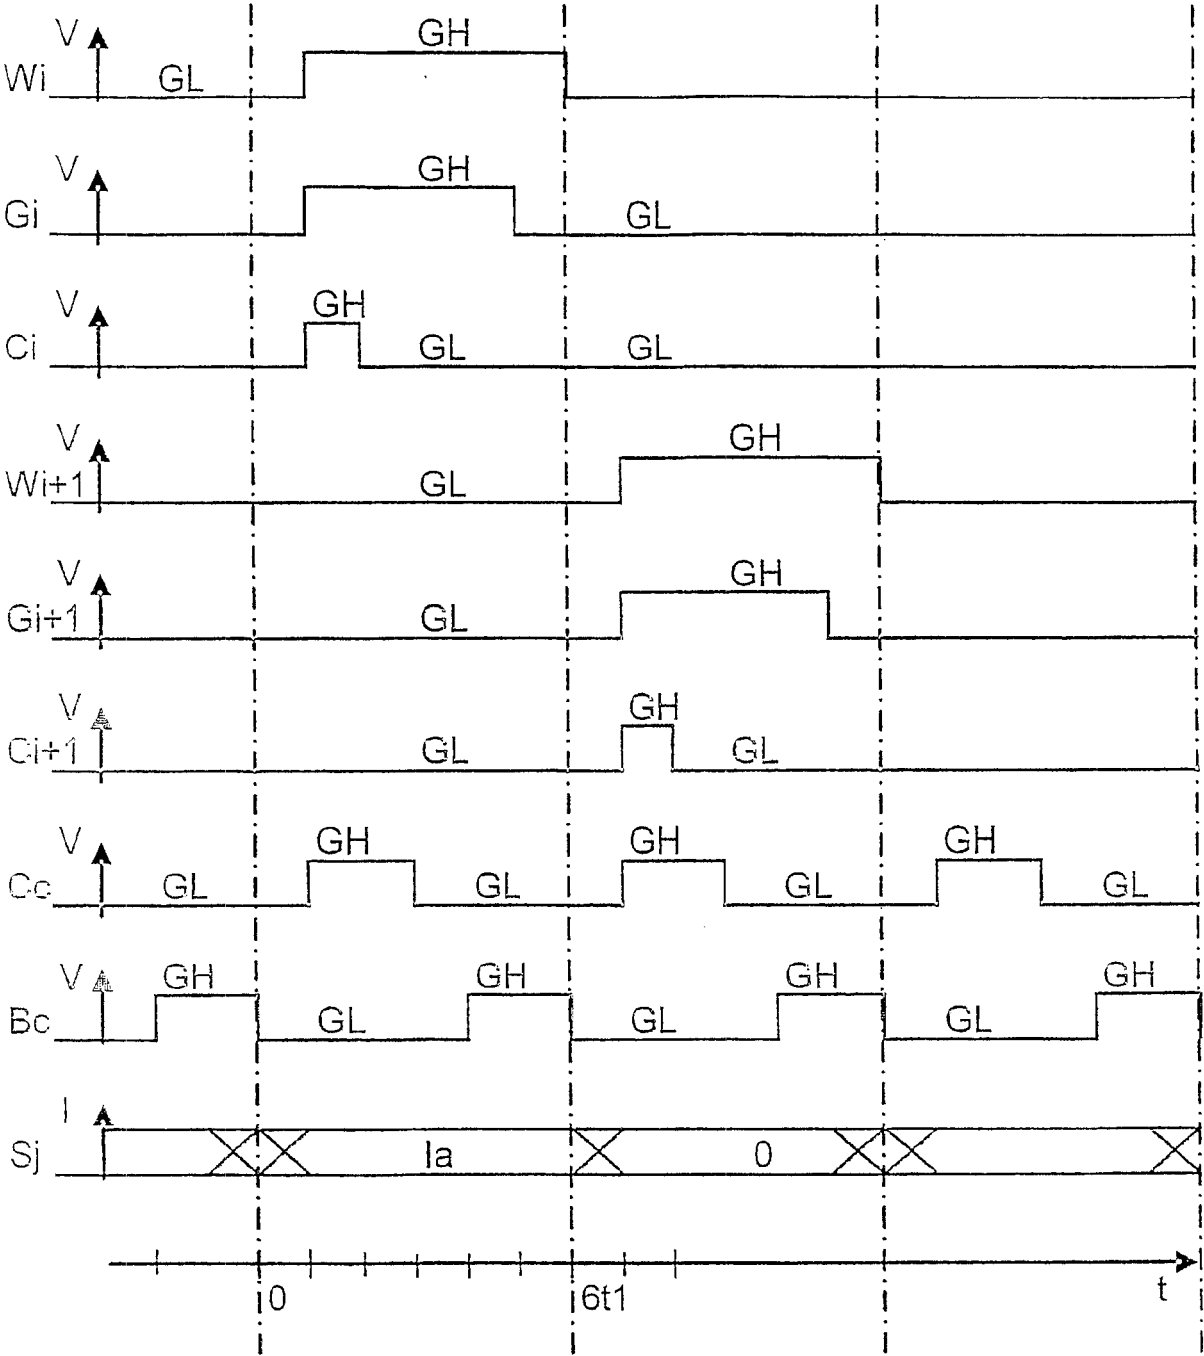 V GH
Wi GL
V GH
Gi GL
V GH
Ci GL GL
V GH
Wi+1 GL
V GH
Gi+1 GL
V GH
Ci+1 GL GL
V GH GH GH
Cc GL GL GL GL
V GH GH GH GH
Bc GL GL GL
I
Sj Ia 0
0 6t1 t